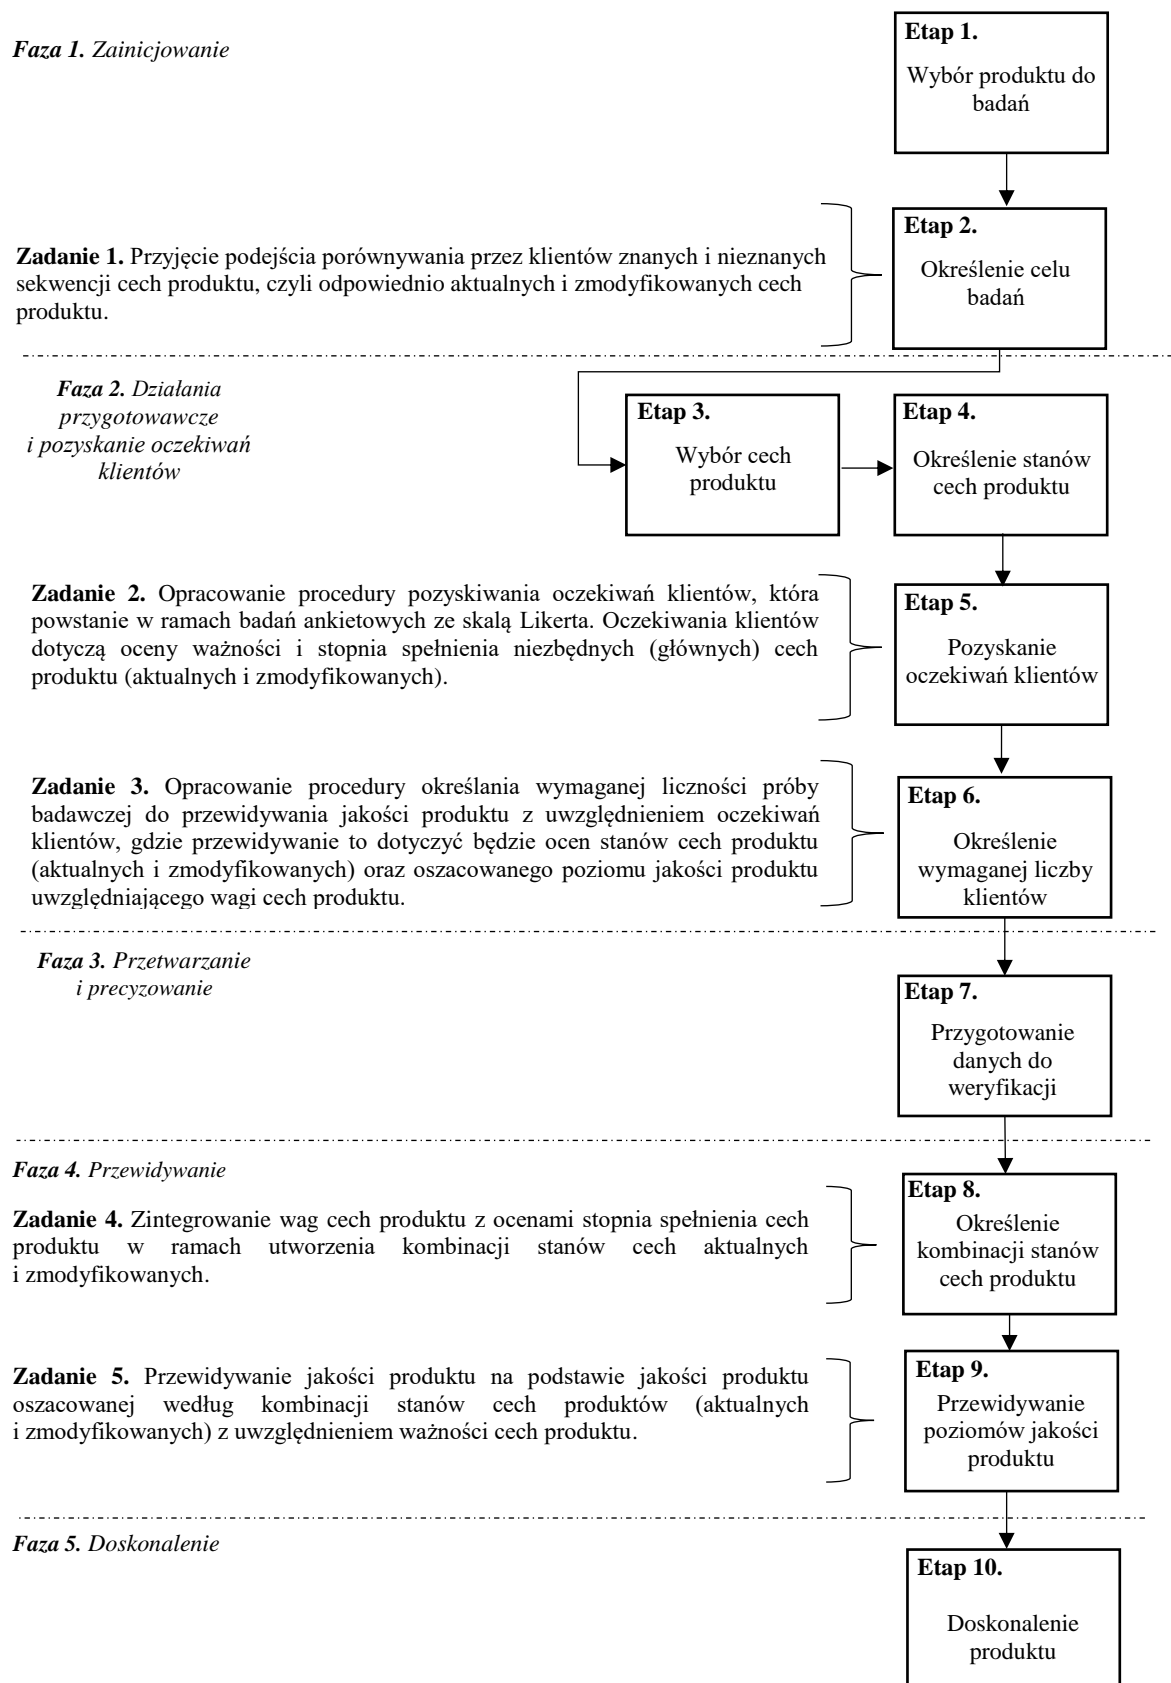 Faza 1. Zainicjowanie
Etap 1.
Wybór produktu do
badań
Zadanie 1. Przyjęcie podejścia porównywania przez klientów znanych i nieznanych
sekwencji cech produktu, czyli odpowiednio aktualnych i zmodyfikowanych cech
produktu.
Etap 2.
Określenie celu
badań
Faza 2. Działania
przygotowawcze
i pozyskanie oczekiwań
klientów
Etap 3.
Wybór cech
produktu
Etap 4.
Określenie stanów
cech produktu
Zadanie 2. Opracowanie procedury pozyskiwania oczekiwań klientów, która
powstanie w ramach badań ankietowych ze skalą Likerta. Oczekiwania klientów
dotyczą oceny ważności i stopnia spełnienia niezbędnych (głównych) cech
produktu (aktualnych i zmodyfikowanych).
Etap 5.
Pozyskanie
oczekiwań klientów
Zadanie 3. Opracowanie procedury określania wymaganej liczności próby
badawczej do przewidywania jakości produktu z uwzględnieniem oczekiwań
klientów, gdzie przewidywanie to dotyczyć będzie ocen stanów cech produktu
(aktualnych i zmodyfikowanych) oraz oszacowanego poziomu jakości produktu
uwzględniającego wagi cech produktu.
Etap 6.
Określenie
wymaganej liczby
klientów
Faza 3. Przetwarzanie
i precyzowanie
Etap 7.
Przygotowanie
danych do
weryfikacji
Faza 4. Przewidywanie
Zadanie 4. Zintegrowanie wag cech produktu z ocenami stopnia spełnienia cech
produktu w ramach utworzenia kombinacji stanów cech aktualnych
i zmodyfikowanych.
Etap 8.
Określenie
kombinacji stanów
cech produktu
Zadanie 5. Przewidywanie jakości produktu na podstawie jakości produktu
oszacowanej według kombinacji stanów cech produktów (aktualnych
i zmodyfikowanych) z uwzględnieniem ważności cech produktu.
Etap 9.
Przewidywanie
poziomów jakości
produktu
Faza 5. Doskonalenie
Etap 10.
Doskonalenie
produktu